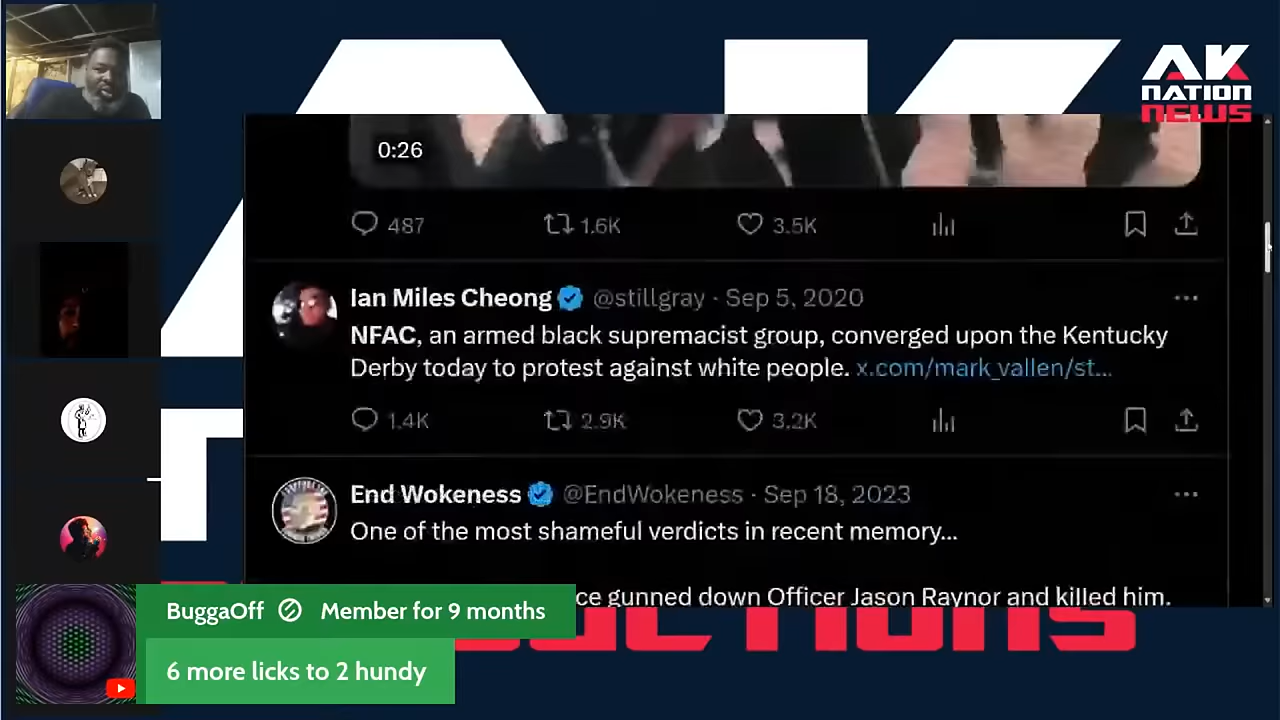 AK
NATION
NEWS
0:26
487 1.6K 3.5K
Ian Miles Cheong @stillgray · Sep 5, 2020
NFAC, an armed black supremacist group, converged upon the Kentucky
Derby today to protest against white people. x.com/mark_vallen/st...
1.4K 2.9K 3.2K
End Wokeness @EndWokeness · Sep 18, 2023
One of the most shameful verdicts in recent memory...
ce gunned down Officer Jason Raynor and killed him.
BuggaOff Member for 9 months
6 more licks to 2 hundy